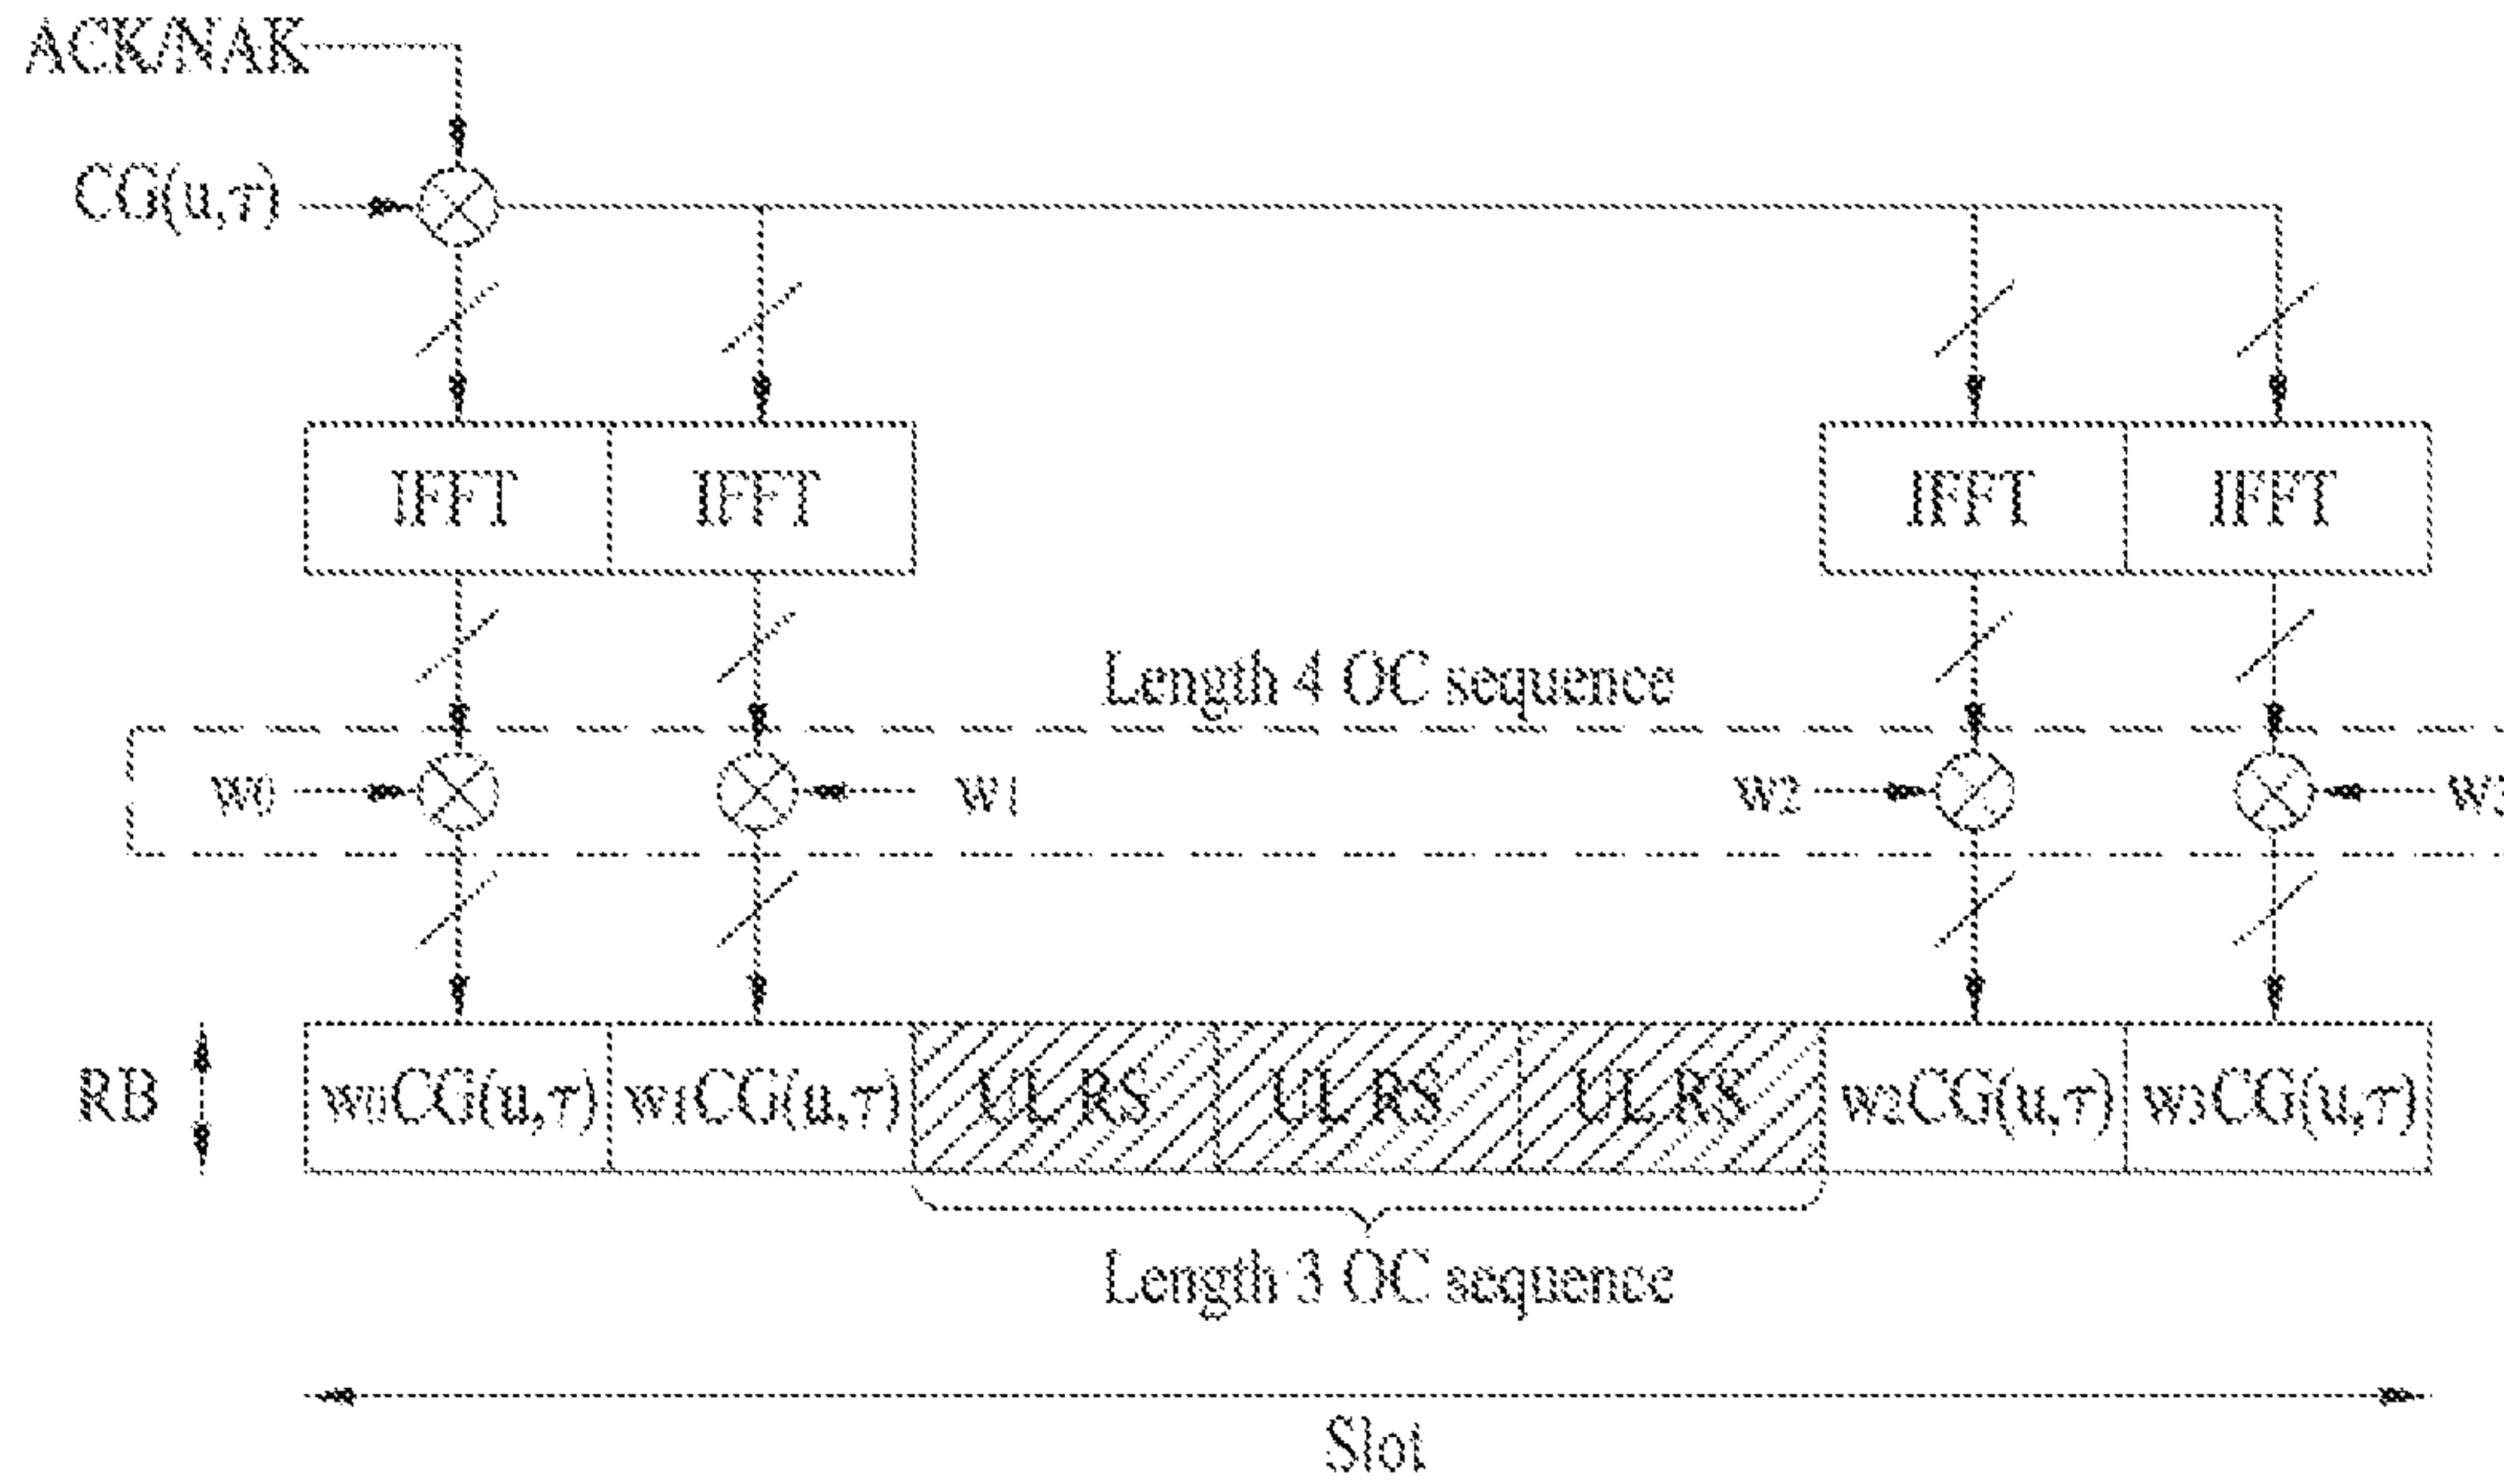 ACK/NAK
CG(u,τ)
IFFT IFFT IFFT IFFT
Length 4 OC sequence
w0 w1 w2 w3
RB w0CG(u,τ) w1CG(u,τ) UL RS UL RS UL RS w2CG(u,τ) w3CG(u,τ)
Length 3 OC sequence
Slot